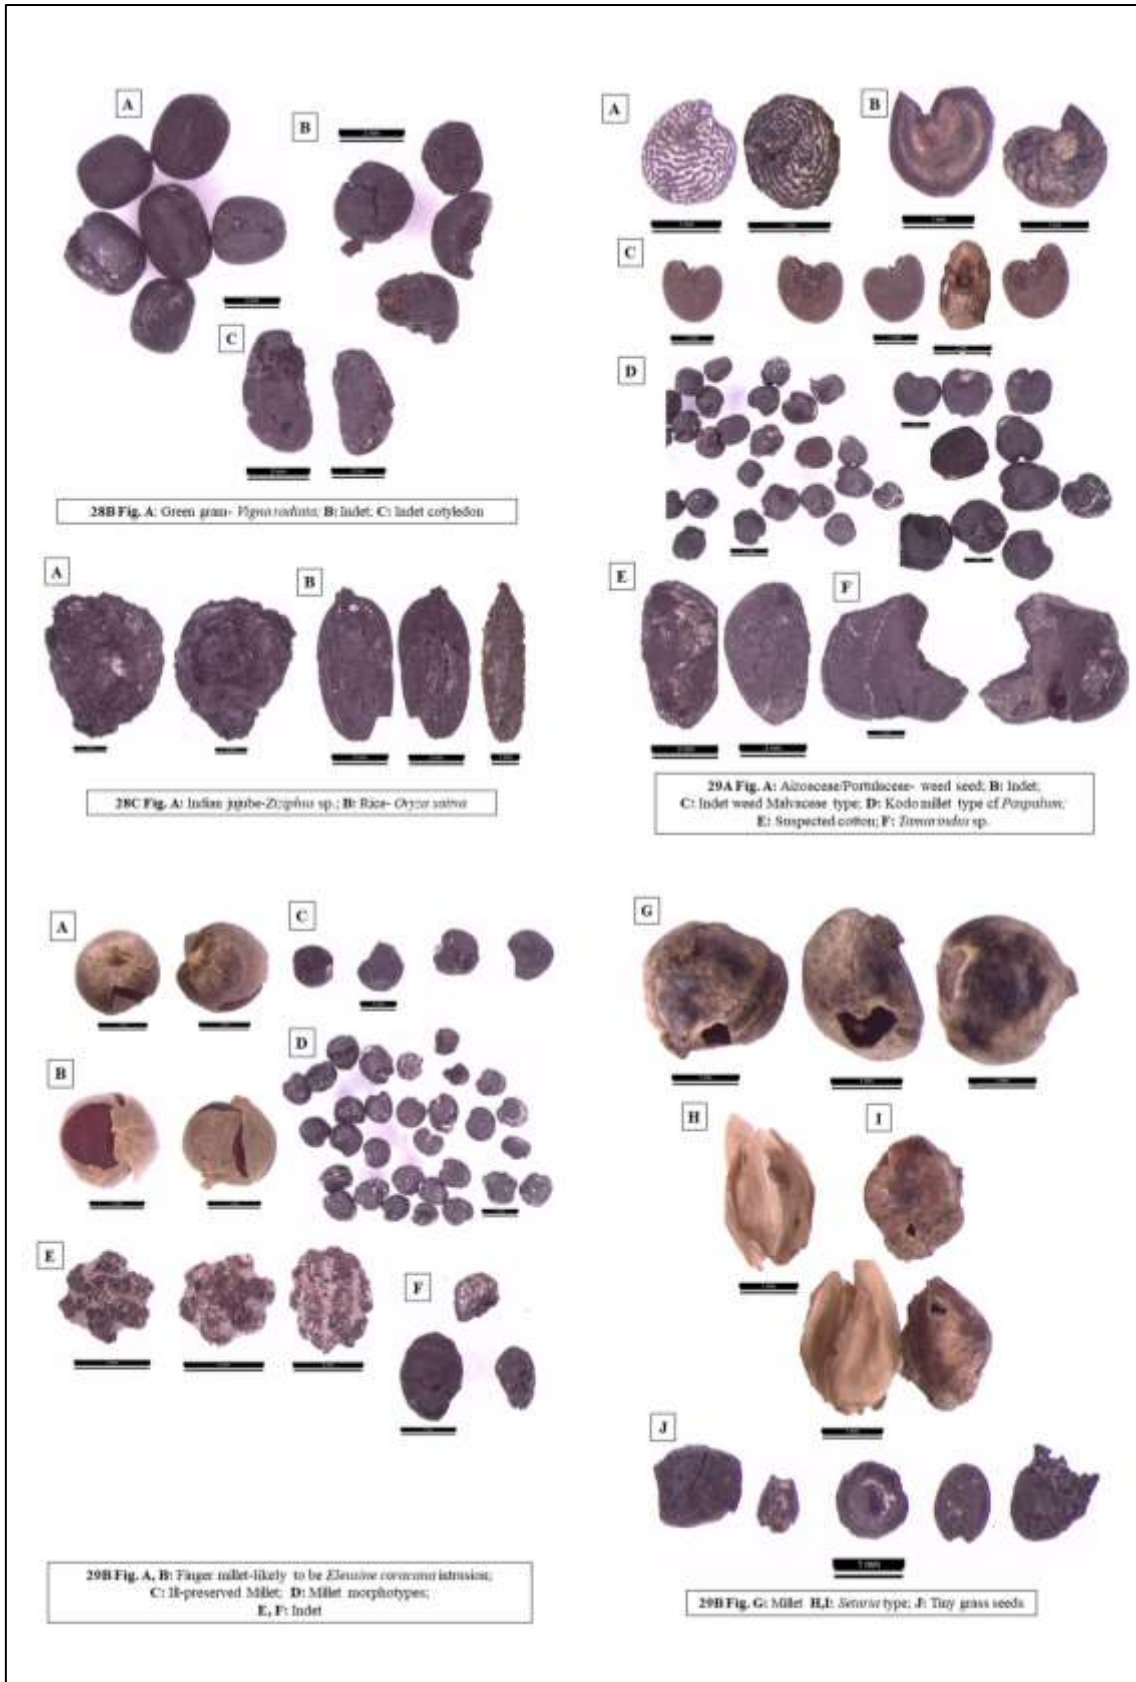 A
B
C
28B Fig. A: Green gram- Vigna radiata; B: Indet; C: Indet cotyledon
A
B
28C Fig. A: Indian jujube-Ziziphus sp.; B: Rice- Oryza sativa
A
B
C
D
E
F
29A Fig. A: Aizoaceae/Portulaceae- weed seed; B: Indet;
C: Indet weed Malvaceae type; D: Kodo millet type cf Paspalum;
E: Suspected cotton; F: Tamarindus sp.
A
B
C
D
E
F
29B Fig. A, B: Finger millet-likely to be Eleusine coracana intrusion;
C: Ill-preserved Millet; D: Millet morphotypes;
E, F: Indet
G
H
I
J
1 mm
29B Fig. G: Millet H,I: Setaria type; J: Tiny grass seeds